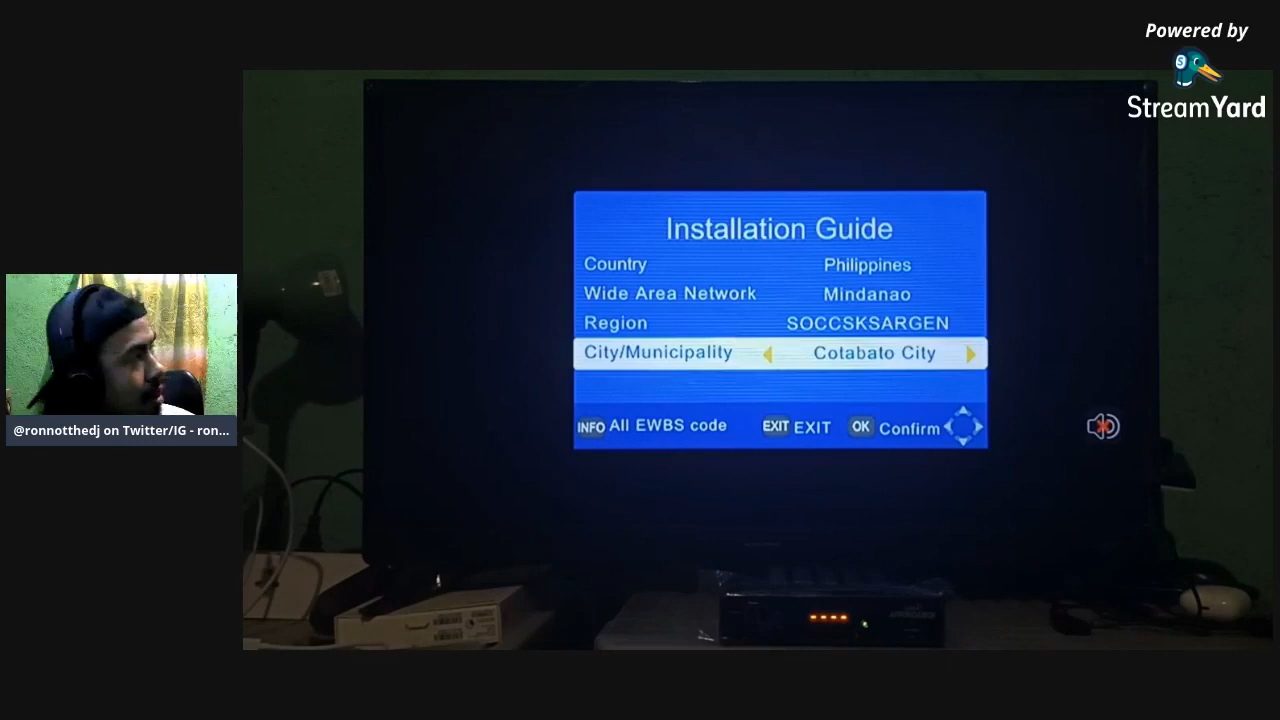 Powered by
StreamYard
Installation Guide
Country Philippines
Wide Area Network Mindanao
Region SOCCSKSARGEN
City/Municipality Cotabato City
INFO All EWBS code EXIT EXIT OK Confirm
@ronnotthedj on Twitter/IG - ron...